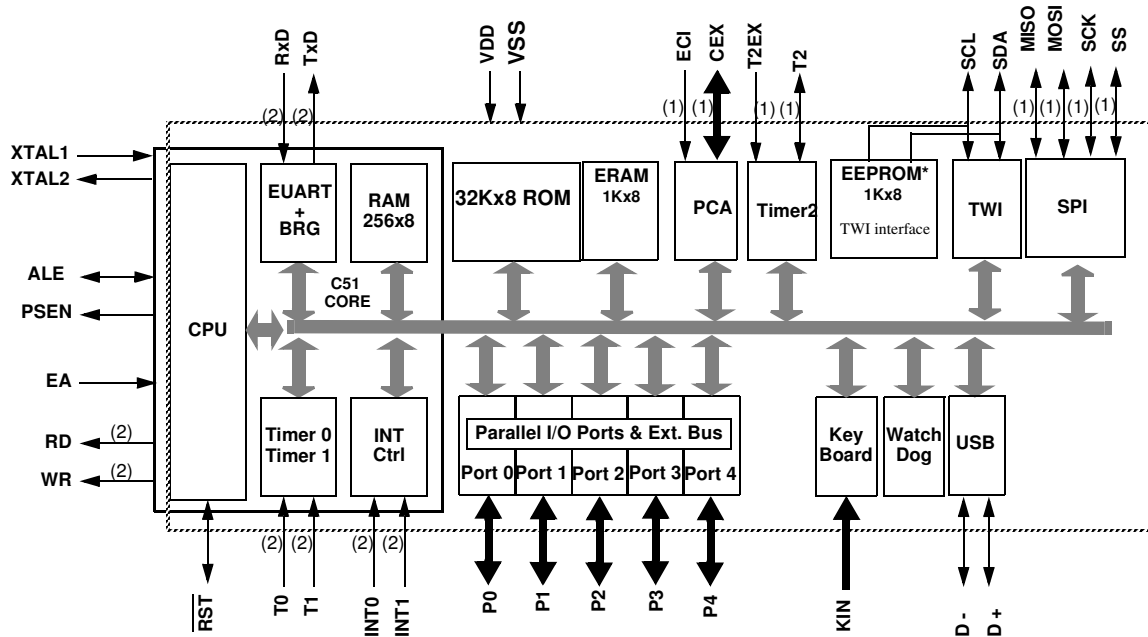 RxD
TxD
VDD
VSS
ECI
CEX
T2EX
T2
SCL
SDA
MISO
MOSI
SCK
SS
(2) (2)
(1) (1)
(1) (1)
(1) (1) (1) (1)
XTAL1
XTAL2
ALE
PSEN
EA
RD
(2)
WR
(2)
CPU
EUART
+
BRG
RAM
256x8
C51
CORE
32Kx8 ROM
ERAM
1Kx8
PCA
Timer2
EEPROM*
1Kx8
TWI interface
TWI
SPI
Timer 0
Timer 1
INT
Ctrl
Parallel I/O Ports & Ext. Bus
Port 0
Port 1
Port 2
Port 3
Port 4
Key
Board
Watch
Dog
USB
(2) (2)
(2) (2)
RST
T0
T1
INT0
INT1
P0
P1
P2
P3
P4
KIN
D -
D +